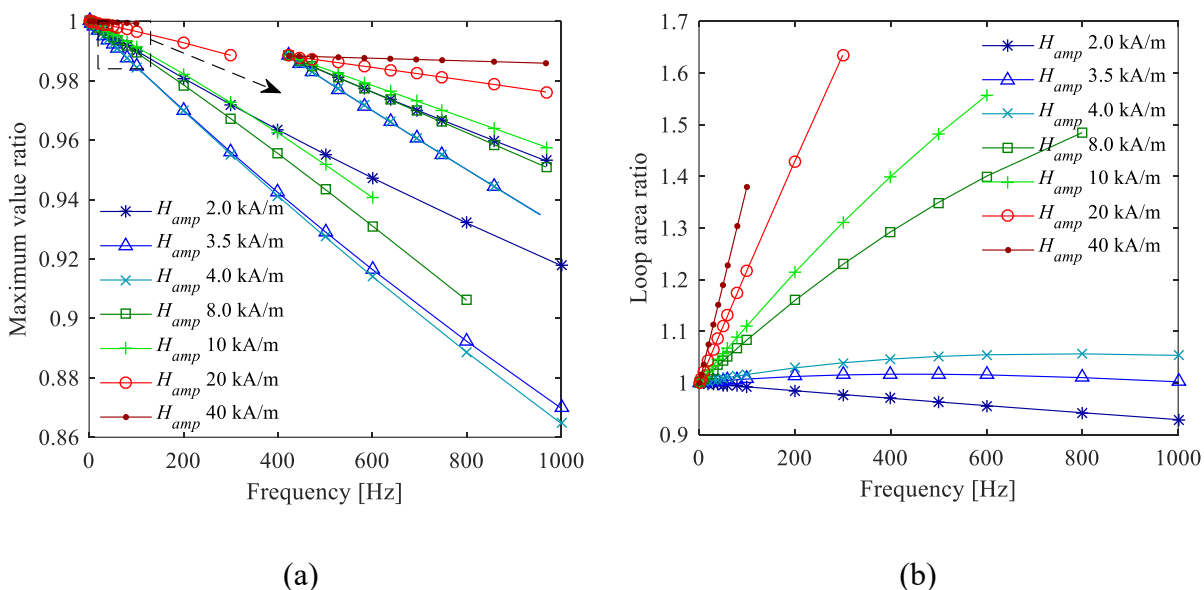 1
0.98
0.96
0.94
0.92
0.9
0.88
0.86
Maximum value ratio
H_amp 2.0 kA/m
H_amp 3.5 kA/m
H_amp 4.0 kA/m
H_amp 8.0 kA/m
H_amp 10 kA/m
H_amp 20 kA/m
H_amp 40 kA/m
0 200 400 600 800 1000
Frequency [Hz]
(a)
1.7
1.6
1.5
1.4
1.3
1.2
1.1
1
0.9
Loop area ratio
H_amp 2.0 kA/m
H_amp 3.5 kA/m
H_amp 4.0 kA/m
H_amp 8.0 kA/m
H_amp 10 kA/m
H_amp 20 kA/m
H_amp 40 kA/m
0 200 400 600 800 1000
Frequency [Hz]
(b)